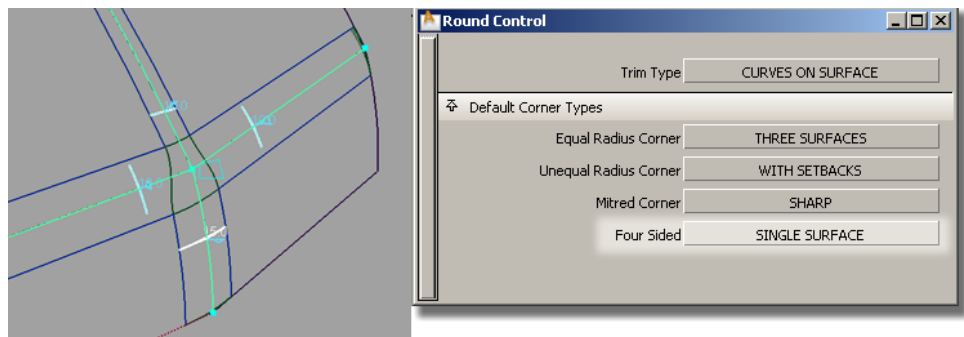 Round Control
Trim Type CURVES ON SURFACE
Default Corner Types
Equal Radius Corner THREE SURFACES
Unequal Radius Corner WITH SETBACKS
Mitred Corner SHARP
Four Sided SINGLE SURFACE